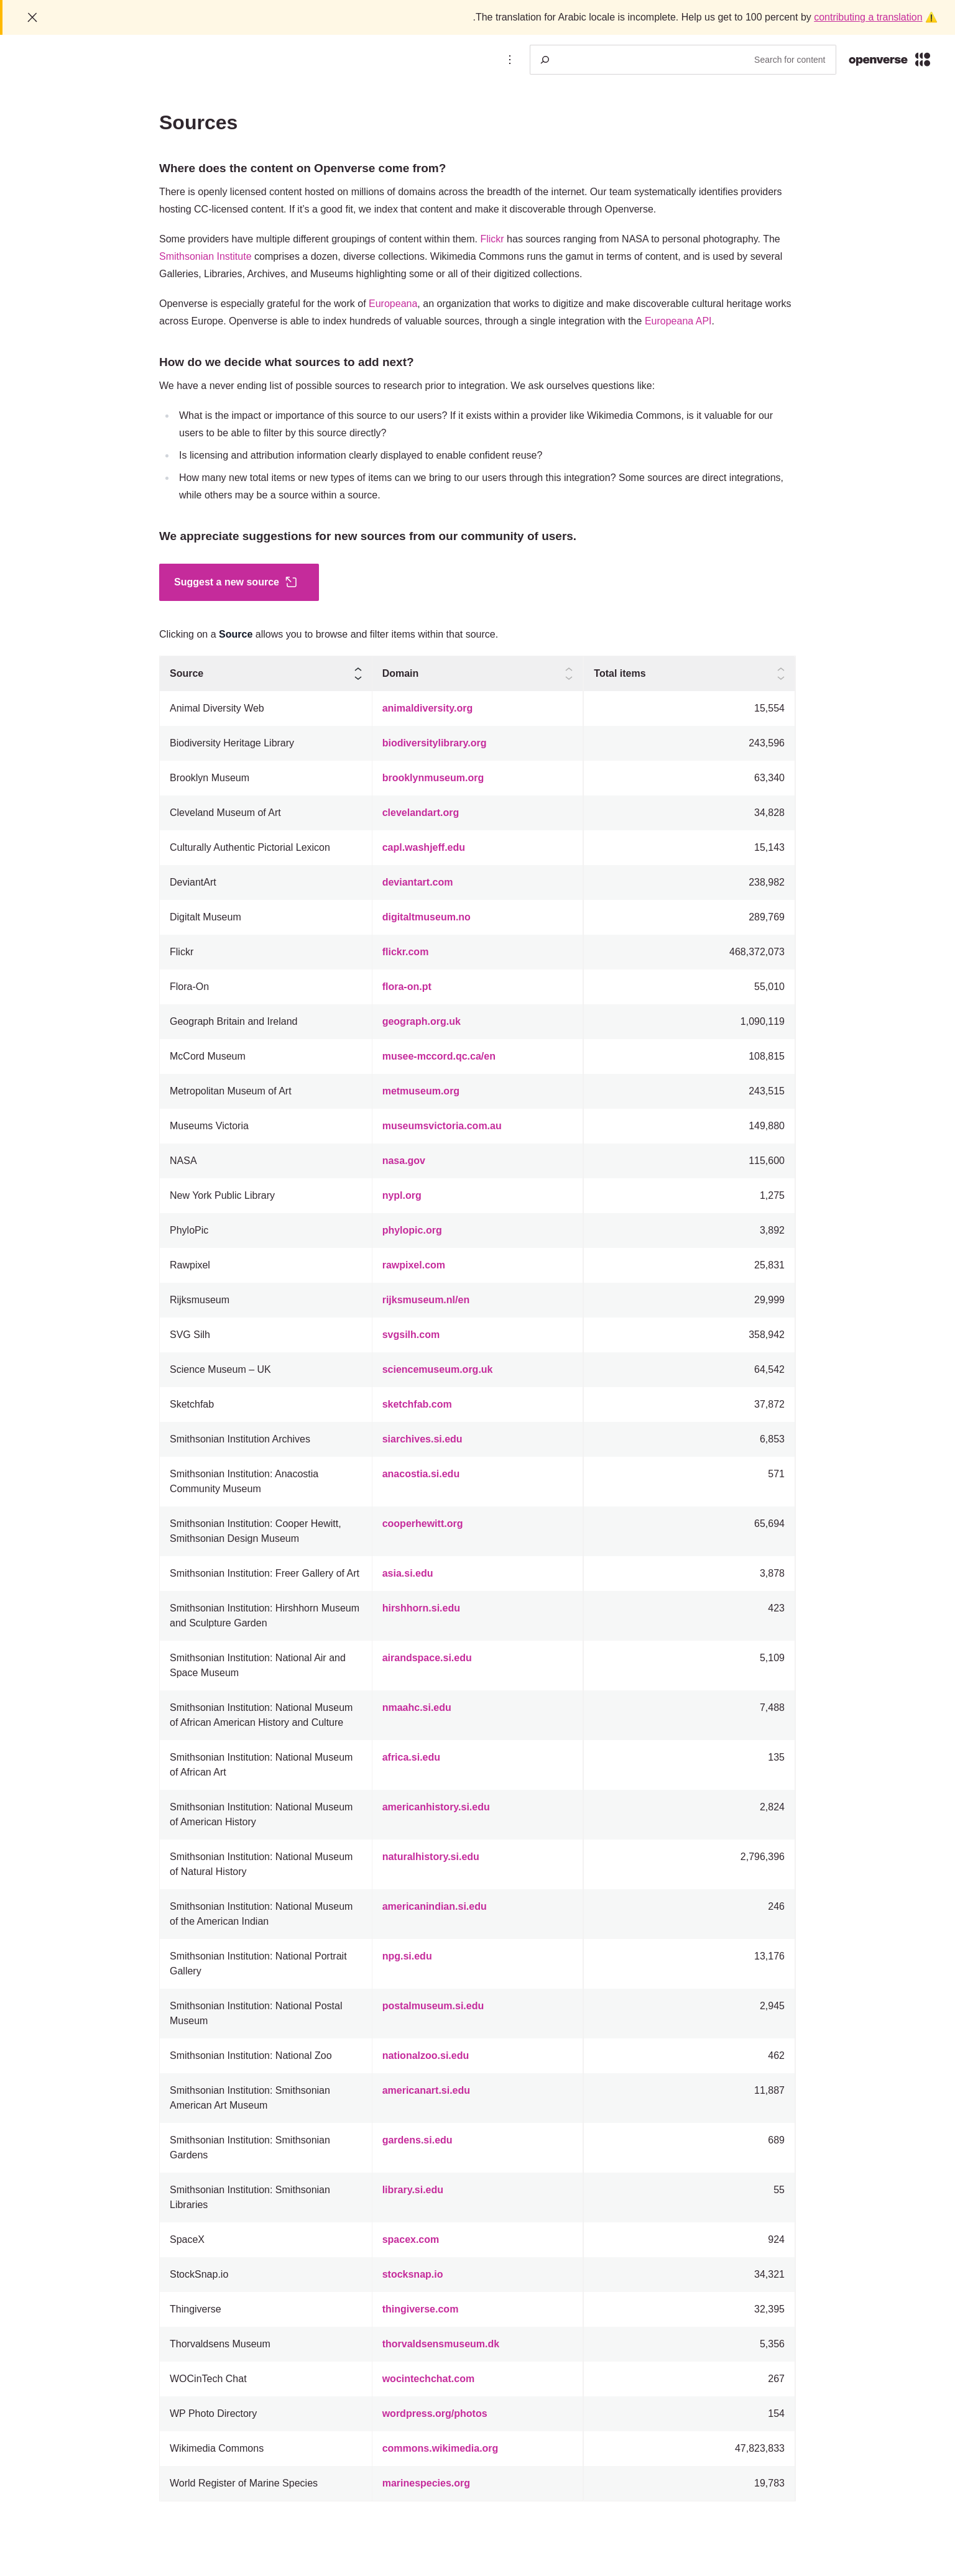 .The translation for Arabic locale is incomplete. Help us get to 100 percent by contributing a translation
Search for content
openverse
Sources
Where does the content on Openverse come from?
There is openly licensed content hosted on millions of domains across the breadth of the internet. Our team systematically identifies providers
hosting CC-licensed content. If it's a good fit, we index that content and make it discoverable through Openverse.
Some providers have multiple different groupings of content within them. Flickr has sources ranging from NASA to personal photography. The
Smithsonian Institute comprises a dozen, diverse collections. Wikimedia Commons runs the gamut in terms of content, and is used by several
Galleries, Libraries, Archives, and Museums highlighting some or all of their digitized collections.
Openverse is especially grateful for the work of Europeana, an organization that works to digitize and make discoverable cultural heritage works
across Europe. Openverse is able to index hundreds of valuable sources, through a single integration with the Europeana API.
How do we decide what sources to add next?
We have a never ending list of possible sources to research prior to integration. We ask ourselves questions like:
What is the impact or importance of this source to our users? If it exists within a provider like Wikimedia Commons, is it valuable for our
users to be able to filter by this source directly?
Is licensing and attribution information clearly displayed to enable confident reuse?
How many new total items or new types of items can we bring to our users through this integration? Some sources are direct integrations,
while others may be a source within a source.
We appreciate suggestions for new sources from our community of users.
Suggest a new source
Clicking on a Source allows you to browse and filter items within that source.
Source Domain Total items
Animal Diversity Web animaldiversity.org 15,554
Biodiversity Heritage Library biodiversitylibrary.org 243,596
Brooklyn Museum brooklynmuseum.org 63,340
Cleveland Museum of Art clevelandart.org 34,828
Culturally Authentic Pictorial Lexicon capl.washjeff.edu 15,143
DeviantArt deviantart.com 238,982
Digitalt Museum digitaltmuseum.no 289,769
Flickr flickr.com 468,372,073
Flora-On flora-on.pt 55,010
Geograph Britain and Ireland geograph.org.uk 1,090,119
McCord Museum musee-mccord.qc.ca/en 108,815
Metropolitan Museum of Art metmuseum.org 243,515
Museums Victoria museumsvictoria.com.au 149,880
NASA nasa.gov 115,600
New York Public Library nypl.org 1,275
PhyloPic phylopic.org 3,892
Rawpixel rawpixel.com 25,831
Rijksmuseum rijksmuseum.nl/en 29,999
SVG Silh svgsilh.com 358,942
Science Museum – UK sciencemuseum.org.uk 64,542
Sketchfab sketchfab.com 37,872
Smithsonian Institution Archives siarchives.si.edu 6,853
Smithsonian Institution: Anacostia anacostia.si.edu 571
Community Museum
Smithsonian Institution: Cooper Hewitt, cooperhewitt.org 65,694
Smithsonian Design Museum
Smithsonian Institution: Freer Gallery of Art asia.si.edu 3,878
Smithsonian Institution: Hirshhorn Museum hirshhorn.si.edu 423
and Sculpture Garden
Smithsonian Institution: National Air and airandspace.si.edu 5,109
Space Museum
Smithsonian Institution: National Museum nmaahc.si.edu 7,488
of African American History and Culture
Smithsonian Institution: National Museum africa.si.edu 135
of African Art
Smithsonian Institution: National Museum americanhistory.si.edu 2,824
of American History
Smithsonian Institution: National Museum naturalhistory.si.edu 2,796,396
of Natural History
Smithsonian Institution: National Museum americanindian.si.edu 246
of the American Indian
Smithsonian Institution: National Portrait npg.si.edu 13,176
Gallery
Smithsonian Institution: National Postal postalmuseum.si.edu 2,945
Museum
Smithsonian Institution: National Zoo nationalzoo.si.edu 462
Smithsonian Institution: Smithsonian americanart.si.edu 11,887
American Art Museum
Smithsonian Institution: Smithsonian gardens.si.edu 689
Gardens
Smithsonian Institution: Smithsonian library.si.edu 55
Libraries
SpaceX spacex.com 924
StockSnap.io stocksnap.io 34,321
Thingiverse thingiverse.com 32,395
Thorvaldsens Museum thorvaldsensmuseum.dk 5,356
WOCinTech Chat wocintechchat.com 267
WP Photo Directory wordpress.org/photos 154
Wikimedia Commons commons.wikimedia.org 47,823,833
World Register of Marine Species marinespecies.org 19,783